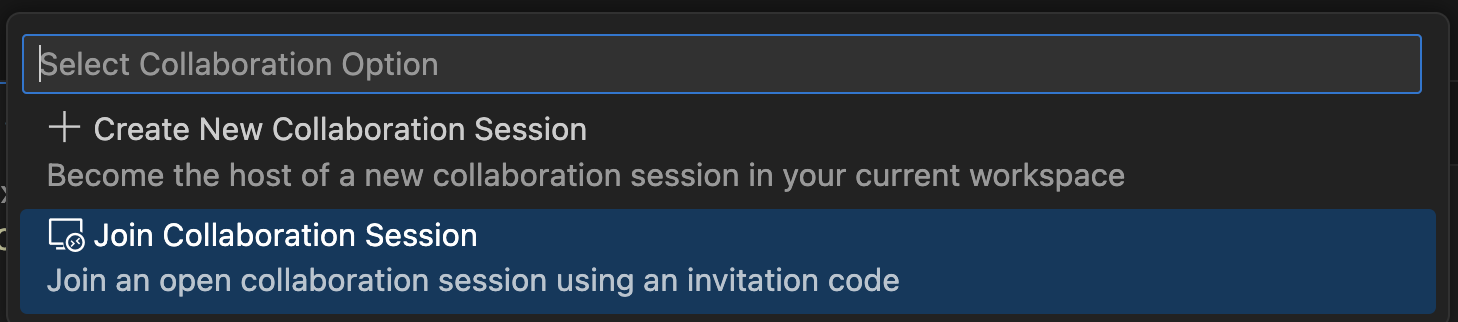 Select Collaboration Option
Create New Collaboration Session
Become the host of a new collaboration session in your current workspace
Join Collaboration Session
Join an open collaboration session using an invitation code